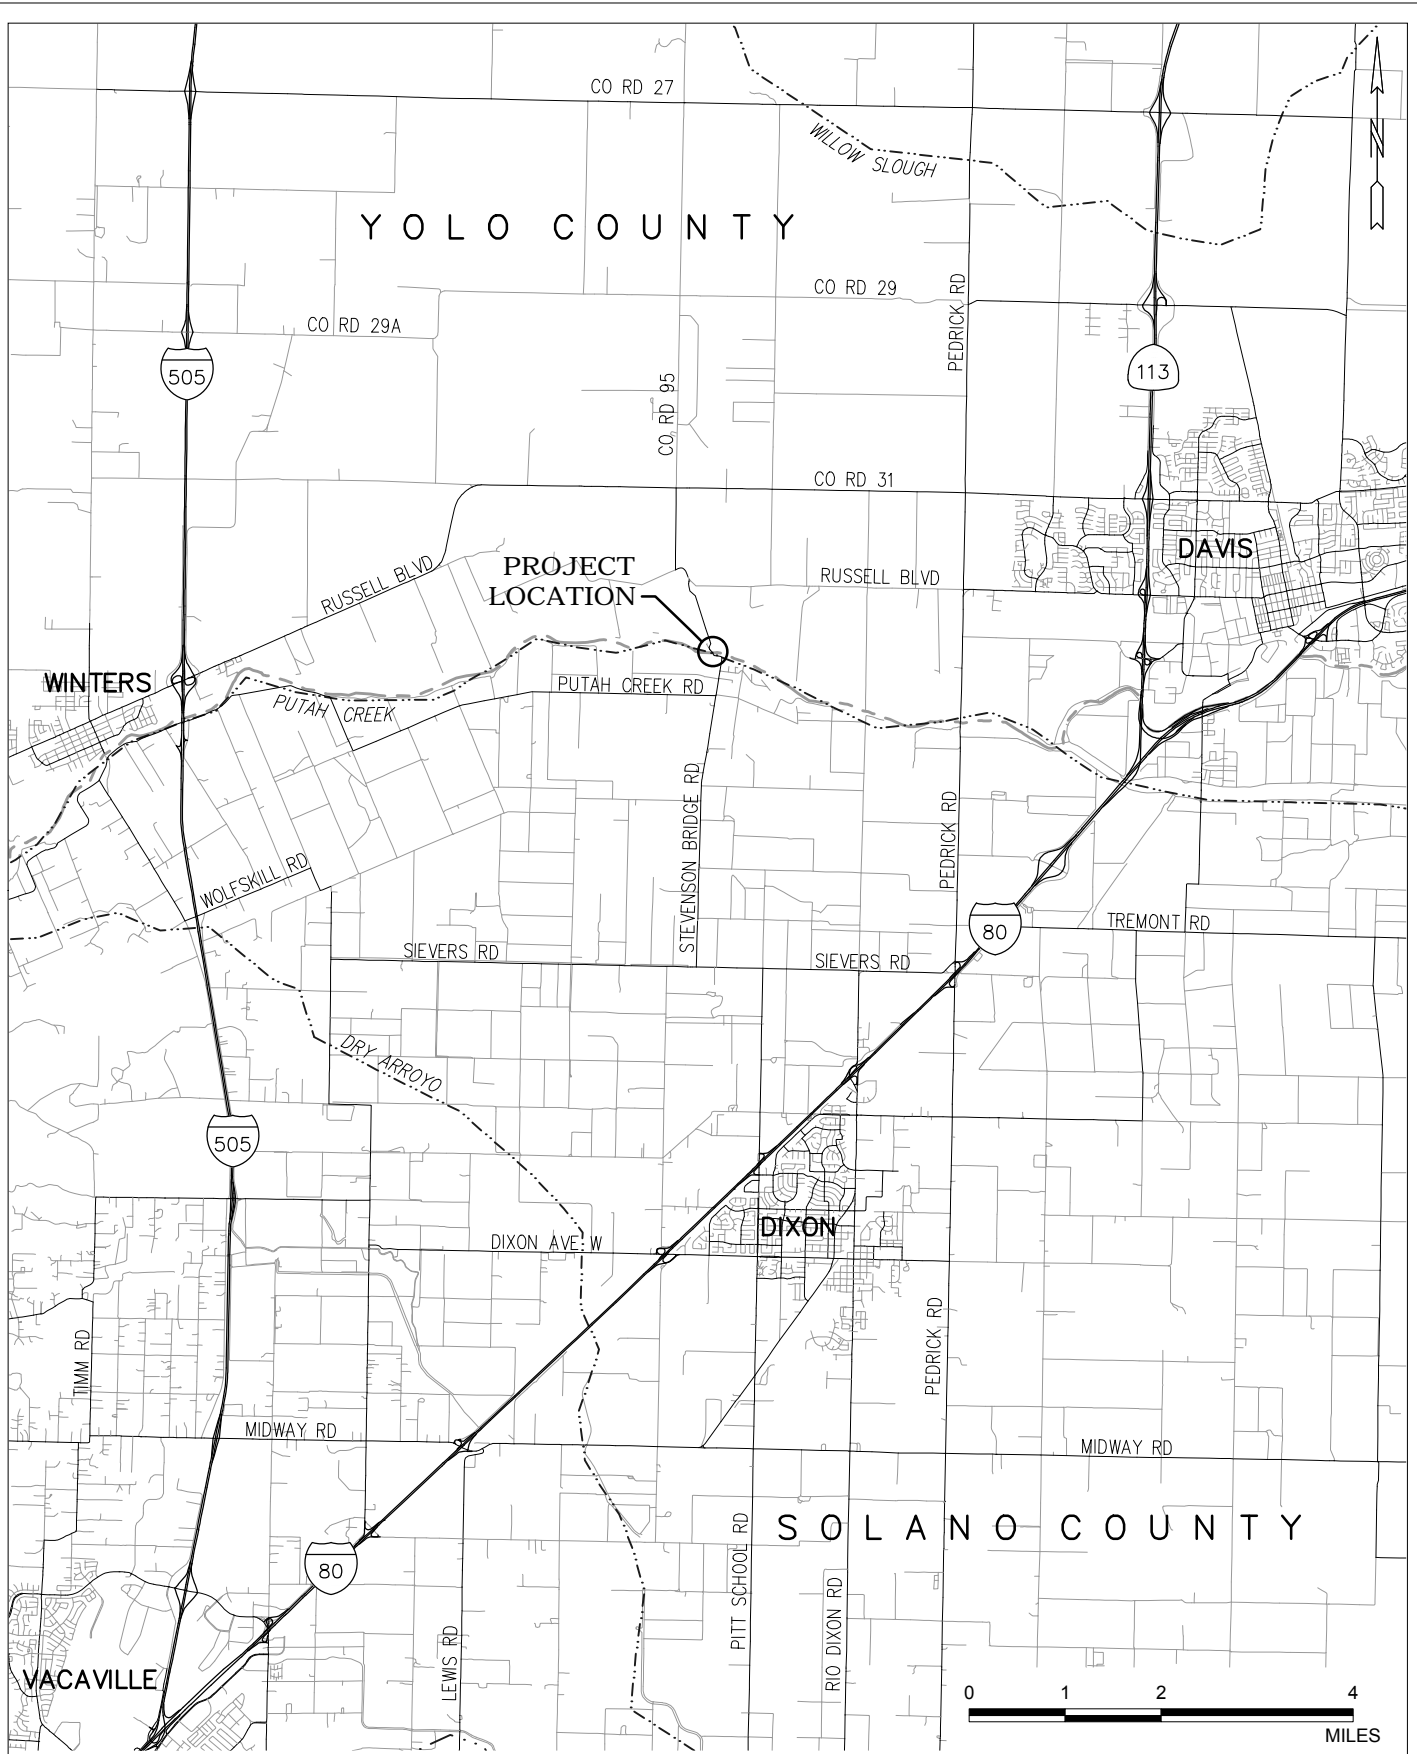 CO RD 27
N
WILLOW SLOUGH
YOLO COUNTY
PEDRICK RD
CO RD 29
CO RD 29A
505
113
CO RD 95
CO RD 31
DAVIS
PROJECT
LOCATION
RUSSELL BLVD
RUSSELL BLVD
WINTERS
PUTAH CREEK RD
PUTAH CREEK
STEVENSON BRIDGE RD
PEDRICK RD
WOLFSKILL RD
80
TREMONT RD
SIEVERS RD
SIEVERS RD
DRY ARROYO
505
DIXON
DIXON AVE W
TIMM RD
PEDRICK RD
MIDWAY RD
MIDWAY RD
SOLANO COUNTY
80
PITT SCHOOL RD
RIO DIXON RD
LEWIS RD
VACAVILLE
0 1 2 4
MILES